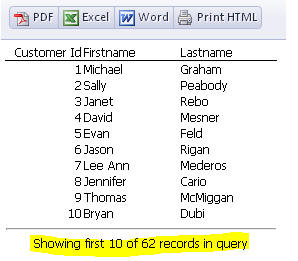 PDF Excel Word Print HTML
Customer Id Firstname Lastname
1 Michael Graham
2 Sally Peabody
3 Janet Rebo
4 David Mesner
5 Evan Feld
6 Jason Rigan
7 Lee Ann Mederos
8 Jennifer Cario
9 Thomas McMiggan
10 Bryan Dubi
Showing first 10 of 62 records in query